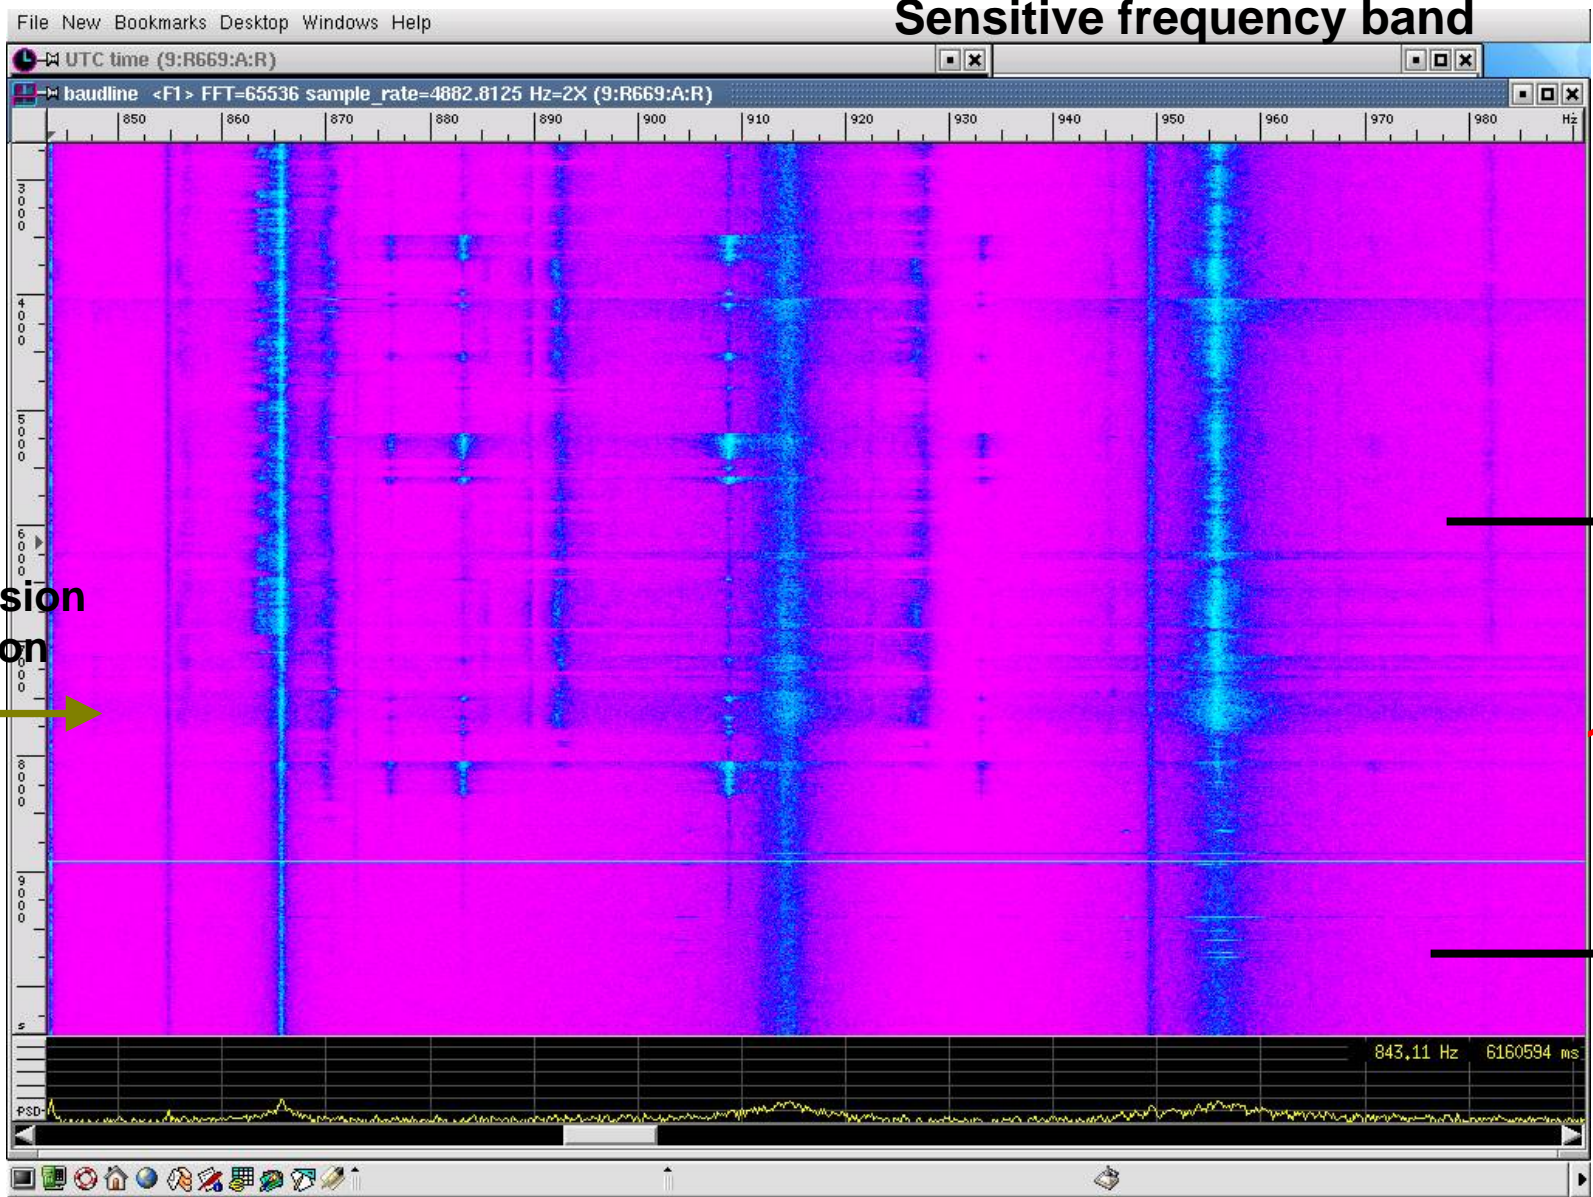 Sensitive frequency band
File New Bookmarks Desktop Windows Help
UTC time (9:R669:A:R)
baudline <F1> FFT=65536 sample_rate=4882.8125 Hz=2X (9:R669:A:R)
850 860 870 880 890 900 910 920 930 940 950 960 970 980 Hz
3000
4000
5000
6000
sion
on
8000
9000
s
843.11 Hz 6160594 ms
PSD